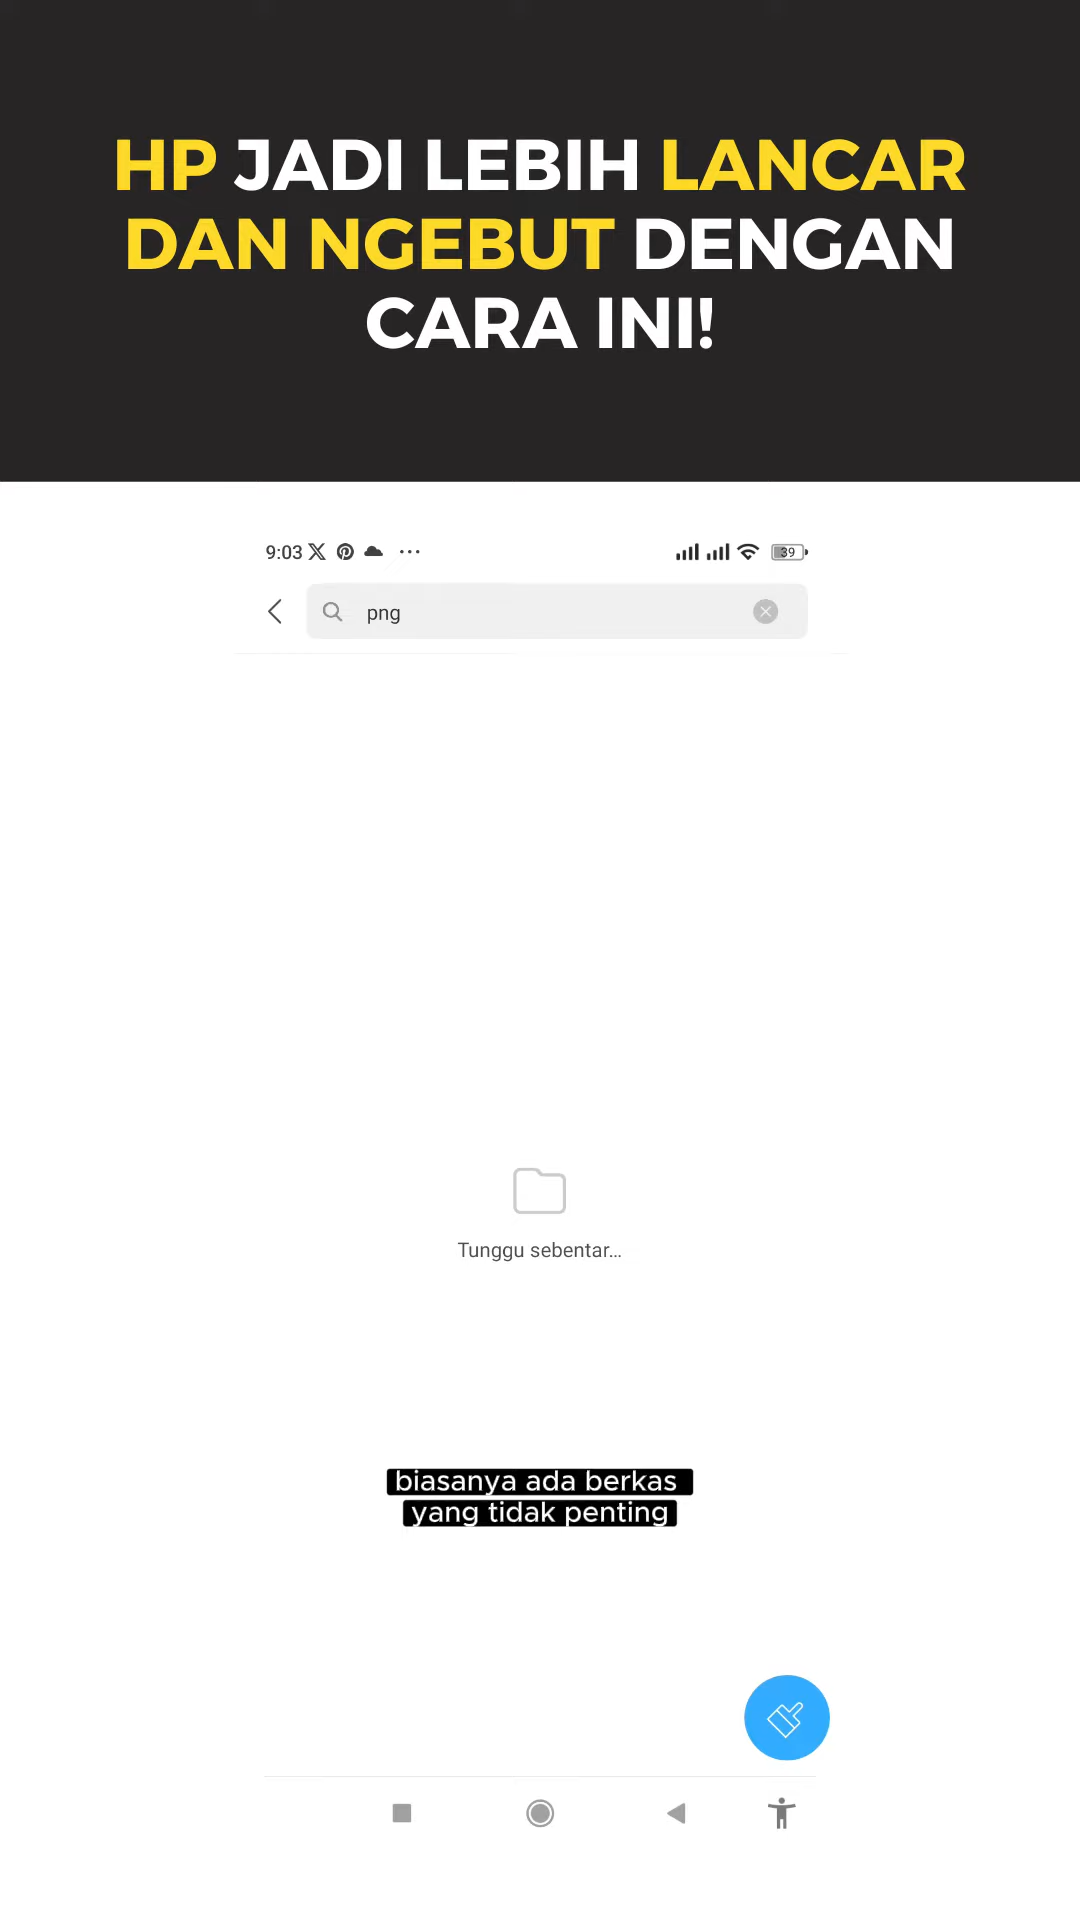 HP JADI LEBIH LANCAR
DAN NGEBUT DENGAN
CARA INI!
9:03
39
png
Tunggu sebentar...
biasanya ada berkas
yang tidak penting